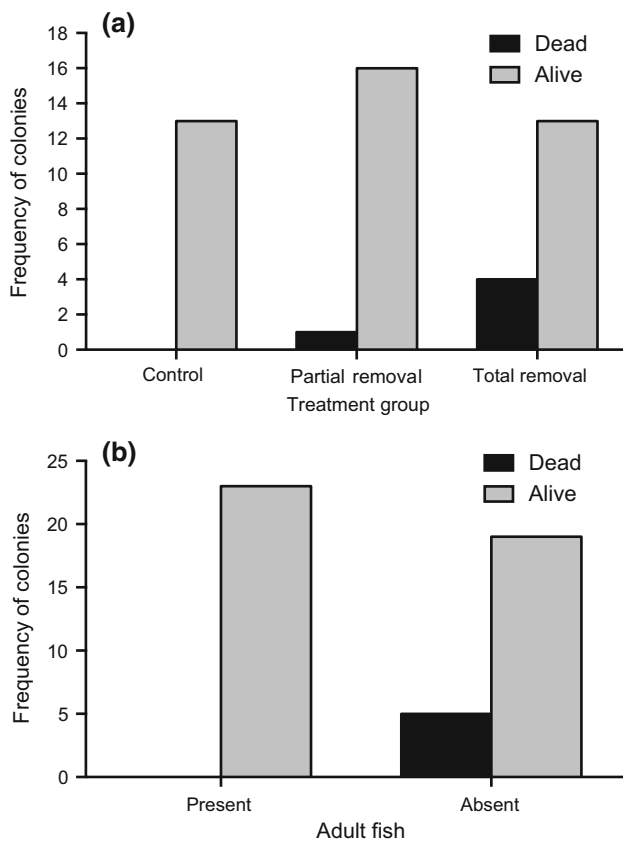 (a)
Dead
Alive
Frequency of colonies
18
16
14
12
10
8
6
4
2
0
Control Partial removal Total removal
Treatment group
(b)
Dead
Alive
Frequency of colonies
25
20
15
10
5
0
Present Absent
Adult fish